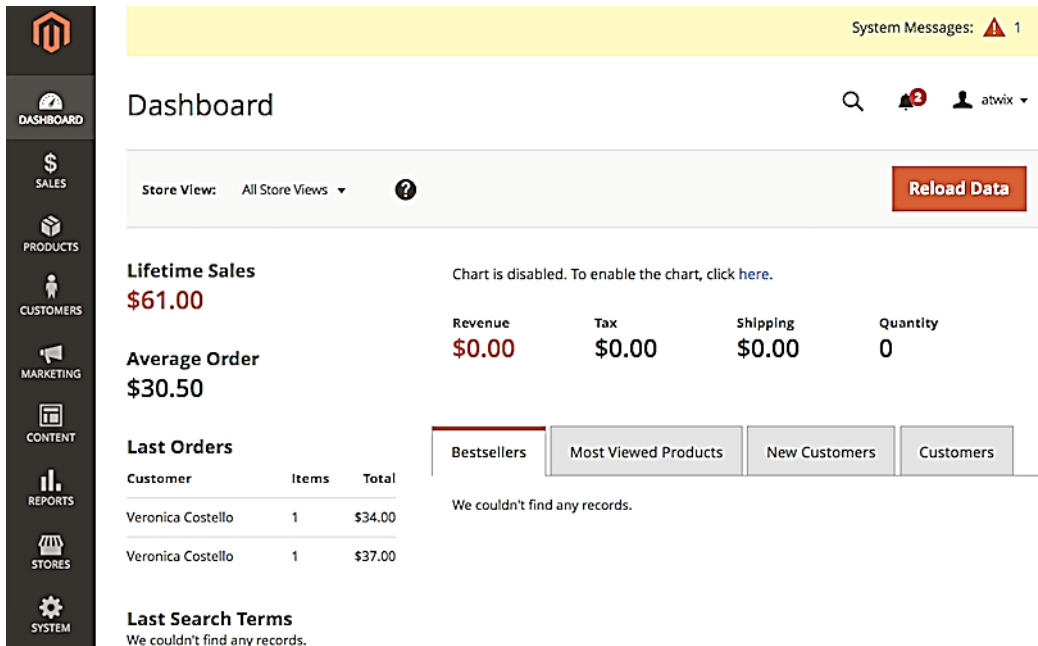 System Messages: 1
Dashboard
2
atwix
DASHBOARD
SALES
PRODUCTS
CUSTOMERS
MARKETING
CONTENT
REPORTS
STORES
SYSTEM
Store View: All Store Views ?
Reload Data
Lifetime Sales
$61.00
Average Order
$30.50
Last Orders
Customer Items Total
Veronica Costello 1 $34.00
Veronica Costello 1 $37.00
Last Search Terms
We couldn't find any records.
Chart is disabled. To enable the chart, click here.
Revenue Tax Shipping Quantity
$0.00 $0.00 $0.00 0
Bestsellers Most Viewed Products New Customers Customers
We couldn't find any records.